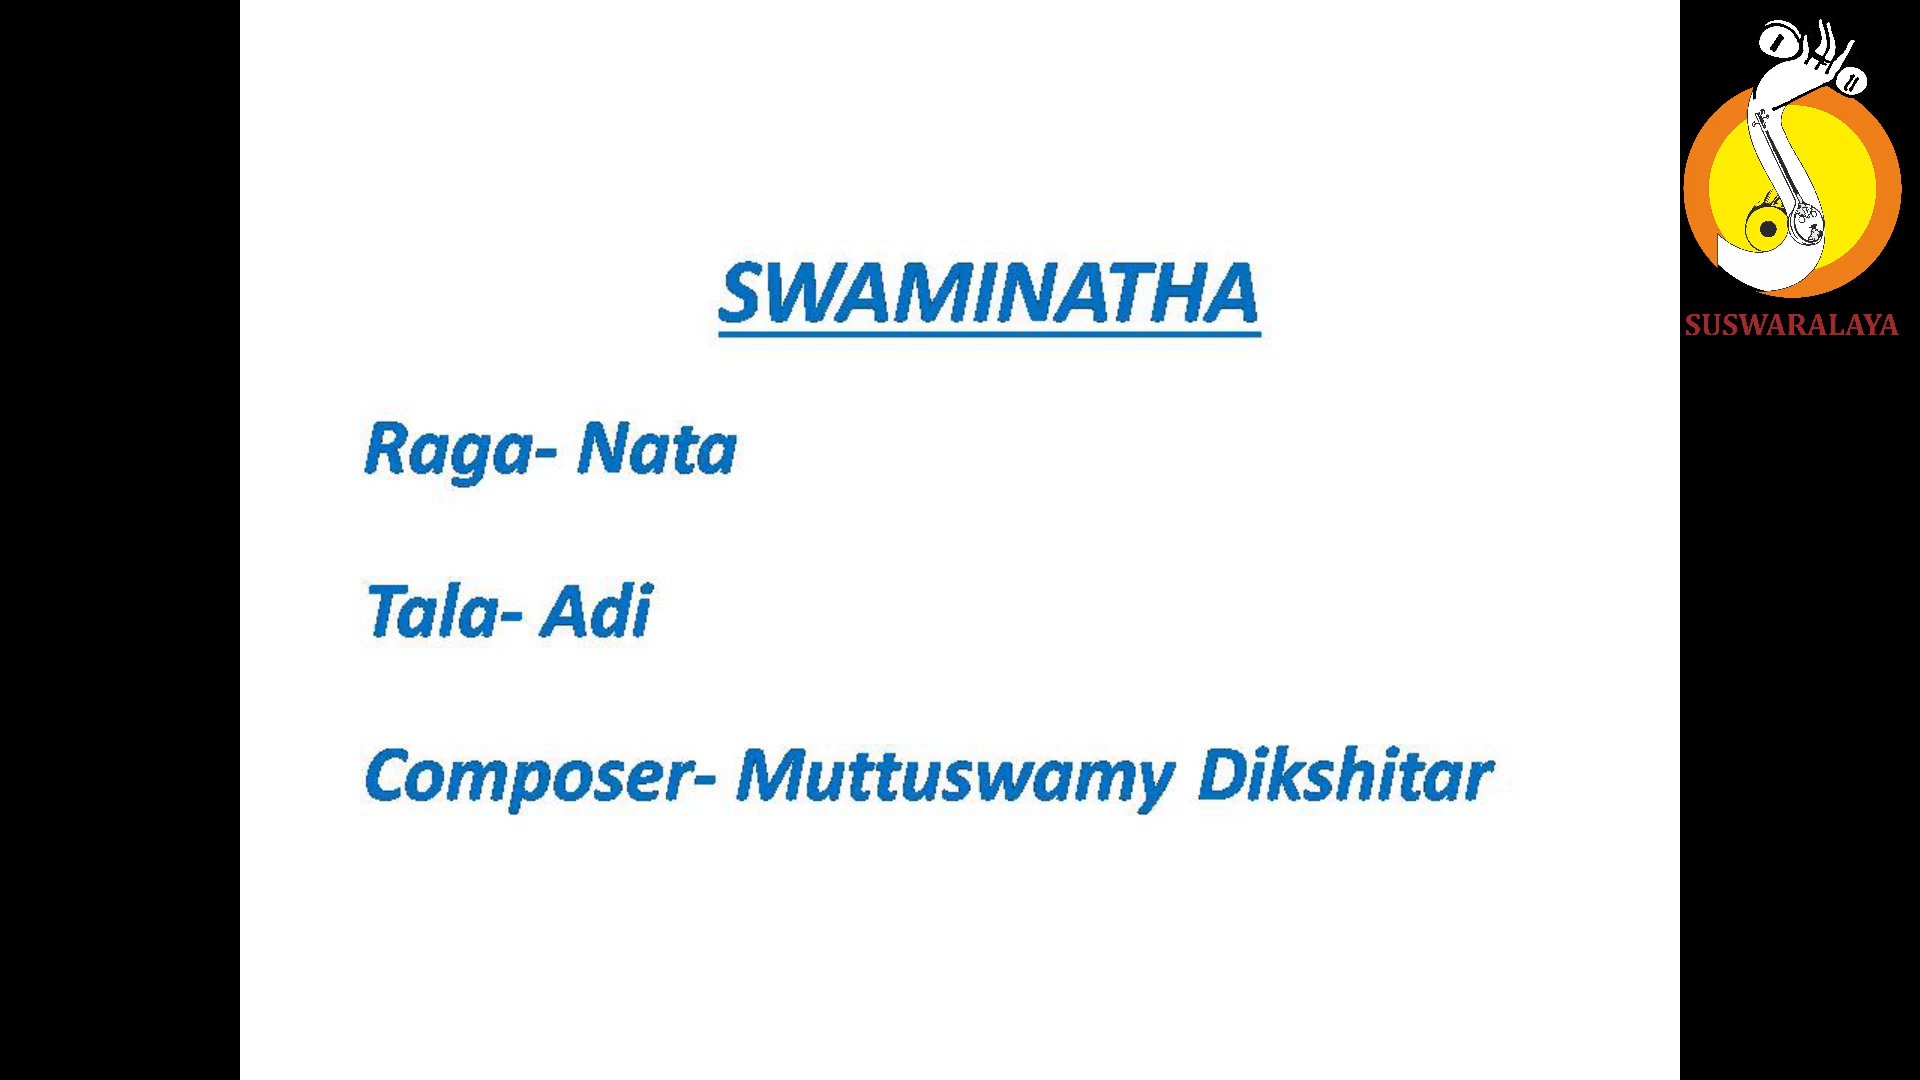 SWAMINATHA
Raga- Nata
Tala- Adi
Composer- Muttuswamy Dikshitar
SUSWARALAYA